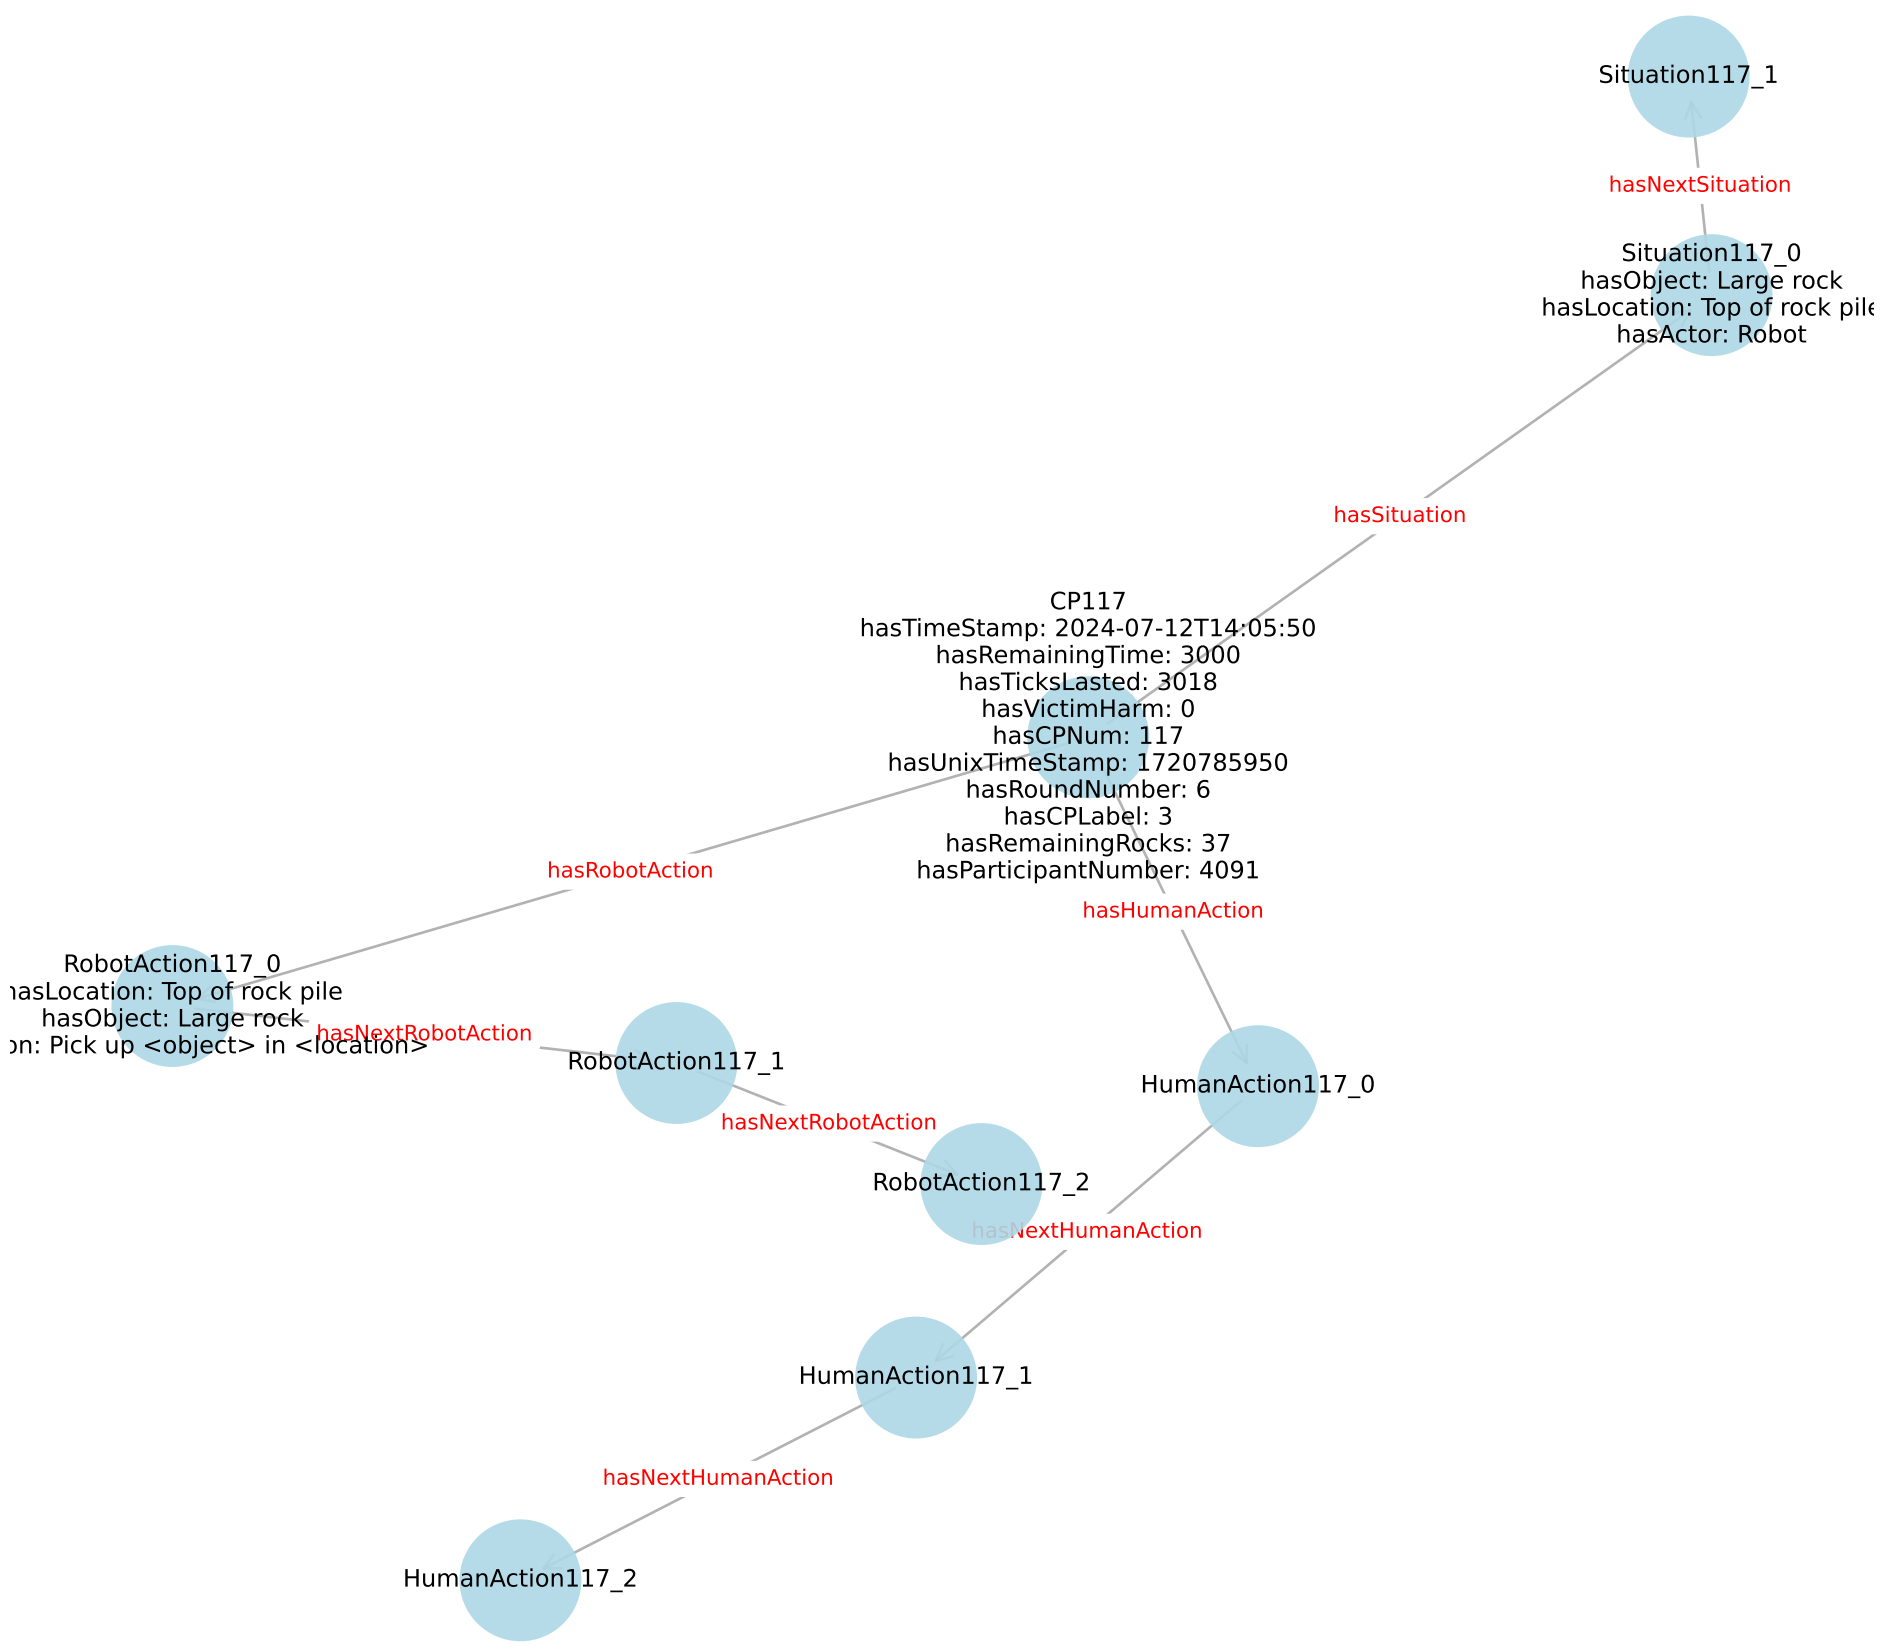 Situation117_1
hasNextSituation
Situation117_0
hasObject: Large rock
hasLocation: Top of rock pile
hasActor: Robot
hasSituation
CP117
hasTimeStamp: 2024-07-12T14:05:50
hasRemainingTime: 3000
hasTicksLasted: 3018
hasVictimHarm: 0
hasCPNum: 117
hasUnixTimeStamp: 1720785950
hasRoundNumber: 6
hasCPLabel: 3
hasRemainingRocks: 37
hasParticipantNumber: 4091
hasRobotAction
hasHumanAction
RobotAction117_0
hasLocation: Top of rock pile
hasObject: Large rock
on: Pick up <object> in <location>
hasNextRobotAction
RobotAction117_1
HumanAction117_0
hasNextRobotAction
RobotAction117_2
hasNextHumanAction
HumanAction117_1
hasNextHumanAction
HumanAction117_2